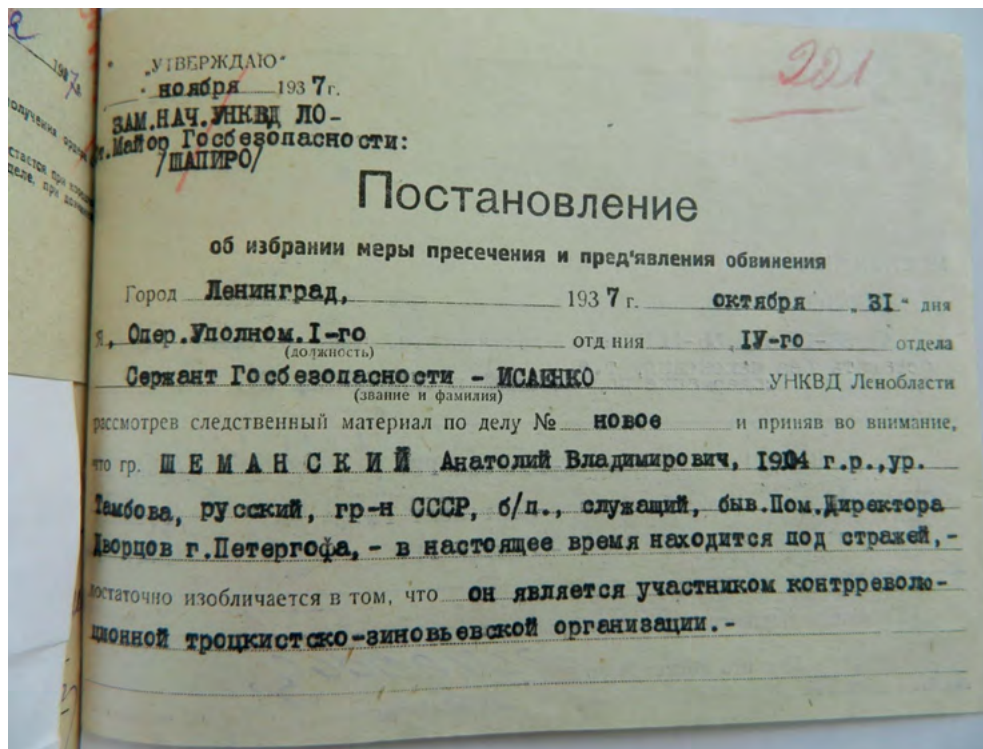 221
„УТВЕРЖДАЮ"
" ноября 1937г.
ЗАМ.НАЧ.УНКВД ЛО-
ст.Майор Госбезопасности:
/ШАПИРО/
Постановление
об избрании меры пресечения и пред'явления обвинения
Город Ленинград, 1937 г. октября „31" дня
Я, Опер.Уполном.I-го отд-ния IУ-го отдела
(должность)
Сержант Госбезопасности - ИСАЕНКО УНКВД Ленобласти
(звание и фамилия)
рассмотрев следственный материал по делу № новое и приняв во внимание,
что гр. ШЕМАНСКИЙ Анатолий Владимирович, 1904 г.р.,ур.
Тамбова, русский, гр-н СССР, б/п., служащий, быв.Пом.Директора
Дворцов г.Петергофа,- в настоящее время находится под стражей,-
достаточно изобличается в том, что он является участником контрреволю-
ционной троцкистско-зиновьевской организации.-